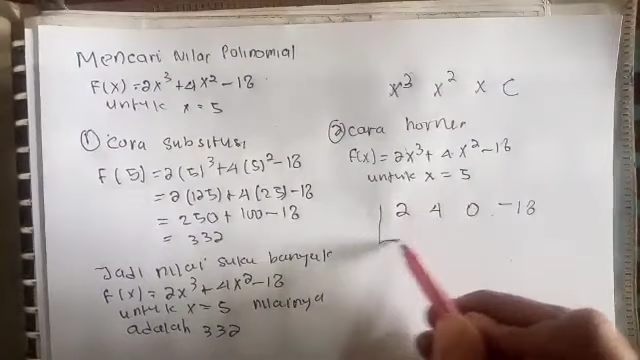 Mencari Nilai Polinomial
f(x) = 2x³ + 4x² - 18
untuk x = 5
① cara subsitusi
f(5) = 2(5)³ + 4(5)² - 18
= 2(125) + 4(25) - 18
= 250 + 100 - 18
= 332
Jadi nilai suku banyak
f(x) = 2x³ + 4x² - 18
untuk x = 5 nilainya
adalah 332
x³ x² x C
② cara horner
f(x) = 2x³ + 4x² - 18
untuk x = 5
2 4 0 -18